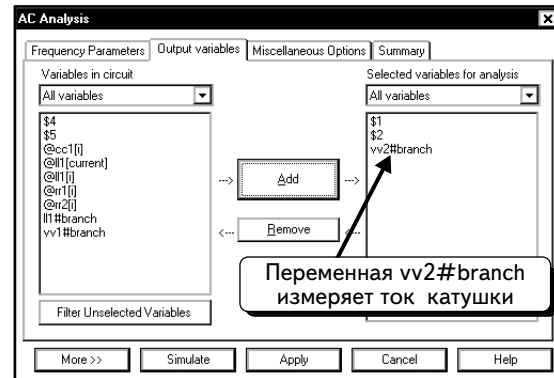 AC Analysis
Frequency Parameters Output variables Miscellaneous Options Summary
Variables in circuit Selected variables for analysis
All variables All variables
$4
$5
@cc1[i]
@ll1[current]
@ll1[i]
@rr1[i]
@rr2[i]
ll1#branch
vv1#branch
---> Add --->
<--- Remove <---
$1
$2
vv2#branch
Переменная vv2#branch
измеряет ток катушки
Filter Unselected Variables
More >> Simulate Apply Cancel Help